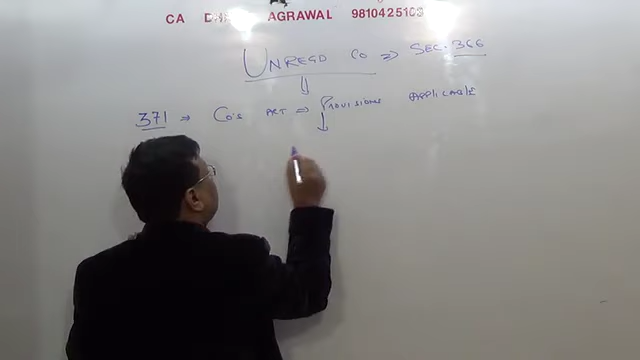 CA AGRAWAL 9810425103
UNREGD CO ⇒ SEC. 366
371 ⇒ Co's ACT ⇒ PROVISIONS APPLICABLE